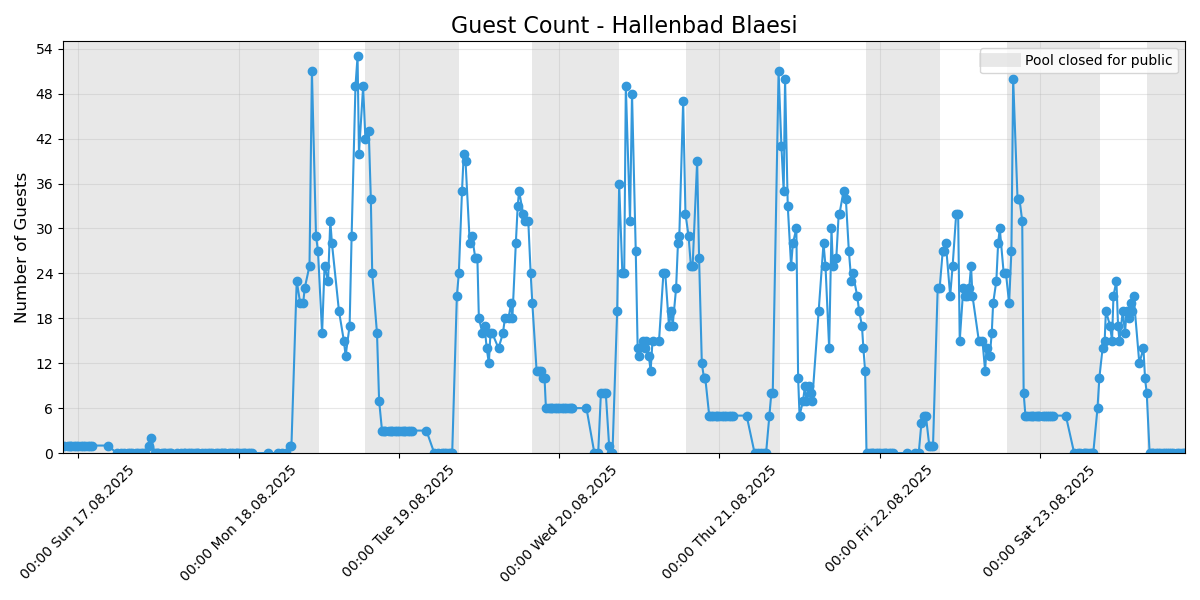 Guest Count - Hallenbad Blaesi
Pool closed for public
Number of Guests
54
48
42
36
30
24
18
12
6
0
00:00 Sun 17.08.2025
00:00 Mon 18.08.2025
00:00 Tue 19.08.2025
00:00 Wed 20.08.2025
00:00 Thu 21.08.2025
00:00 Fri 22.08.2025
00:00 Sat 23.08.2025